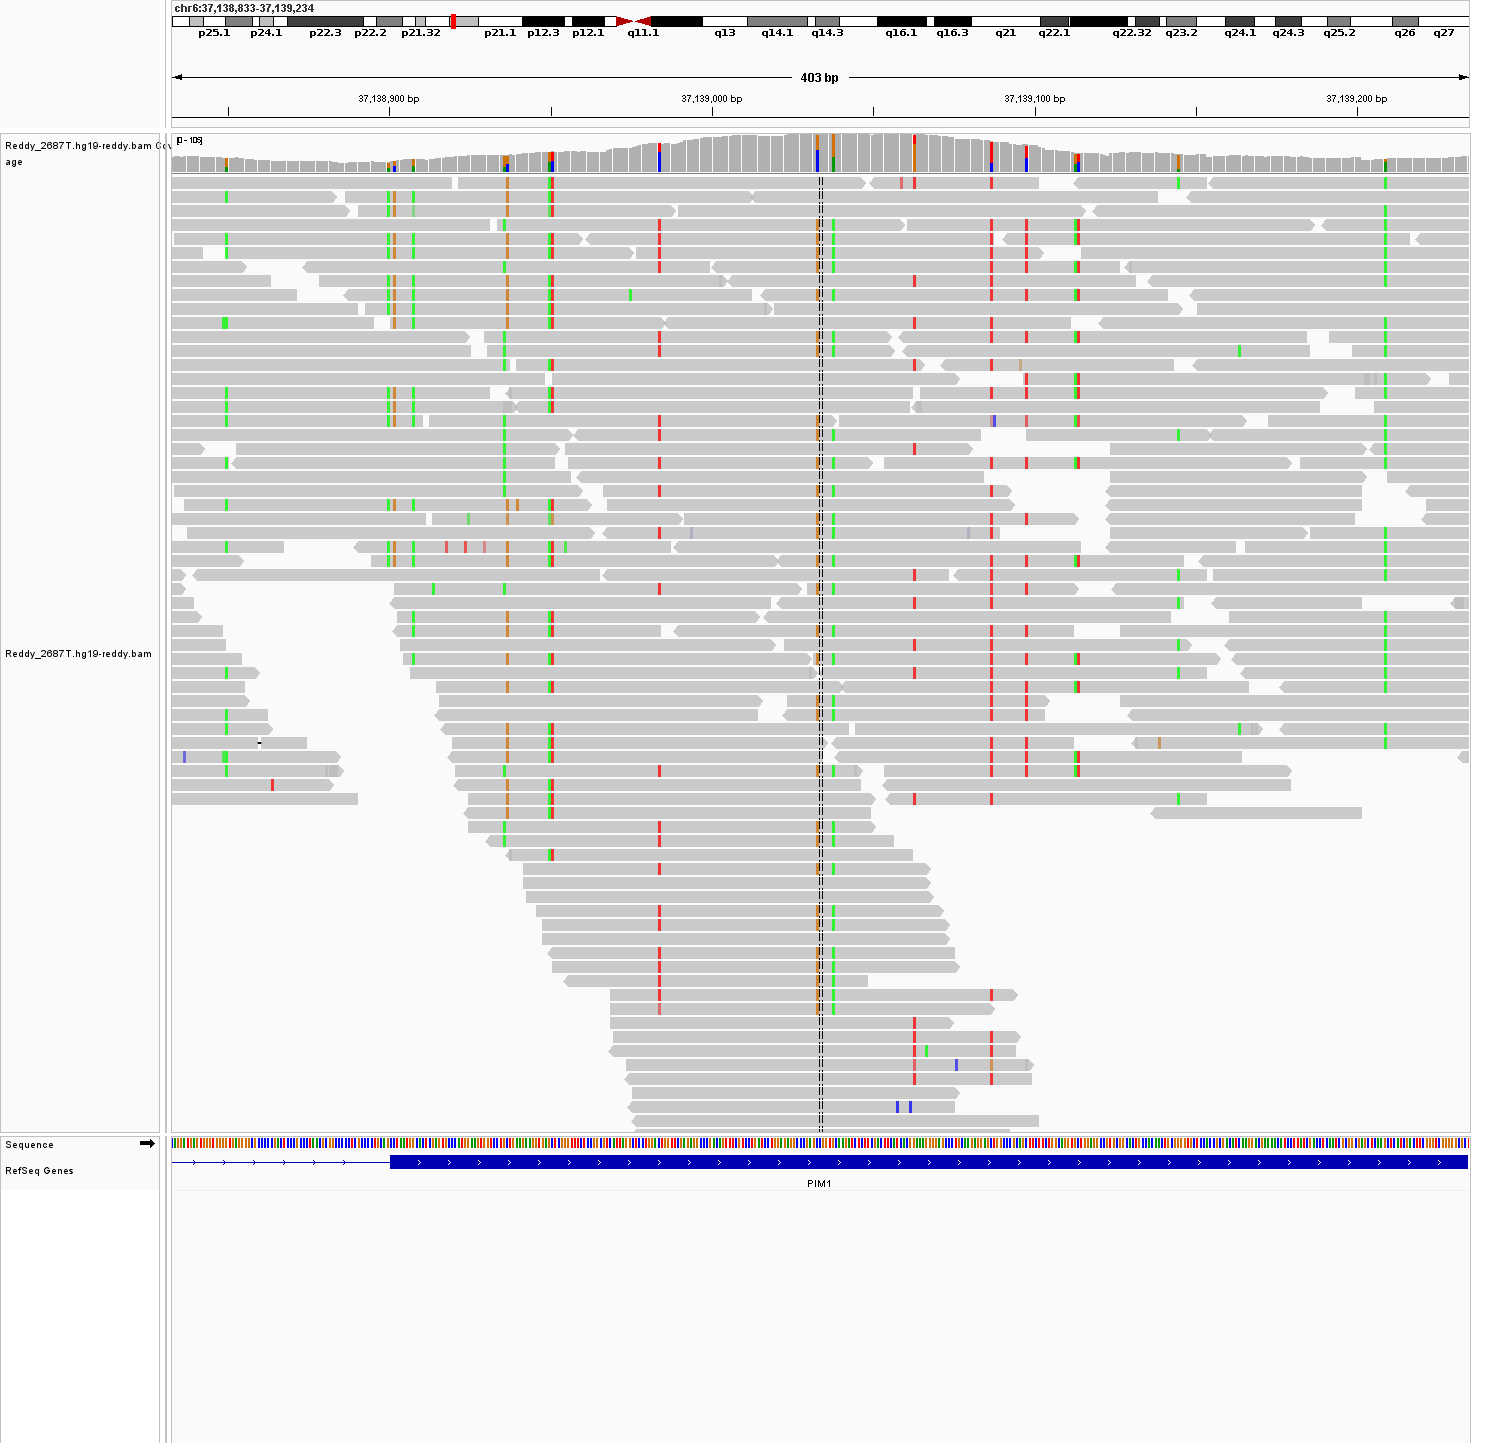 chr6:37,138,833-37,139,234
p25.1 p24.1 p22.3 p22.2 p21.32 p21.1 p12.3 p12.1 q11.1 q13 q14.1 q14.3 q16.1 q16.3 q21 q22.1 q22.32 q23.2 q24.1 q24.3 q25.2 q26 q27
403 bp
37,138,900 bp 37,139,000 bp 37,139,100 bp 37,139,200 bp
Reddy_2687T.hg19-reddy.bam Cov
age
Reddy_2687T.hg19-reddy.bam
Sequence
RefSeq Genes
PIM1